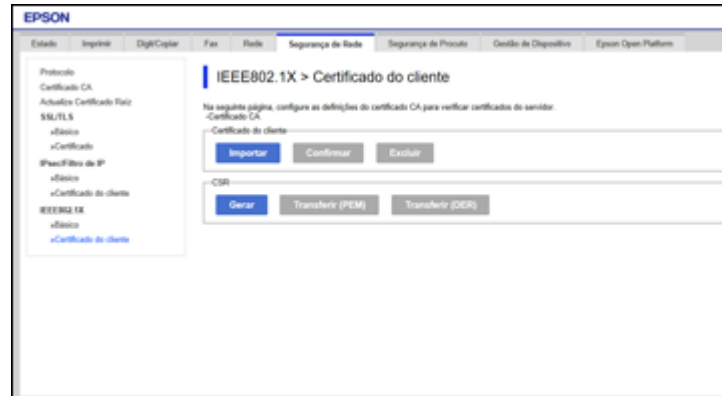 EPSON
Estado Imprimir Digit/Copiar Fax Rede Segurança de Rede Segurança do Produto Gestão do Dispositivo Epson Open Platform
Protocolo
Certificado CA
Actualize Certificado Raiz
SSL/TLS
»Básico
»Certificado
IPsec/Filtro de IP
»Básico
»Certificado do cliente
IEEE802.1X
»Básico
»Certificado do cliente
IEEE802.1X > Certificado do cliente
Na seguinte página, configure as definições do certificado CA para verificar certificados do servidor.
-Certificado CA
Certificado do cliente
Importar Confirmar Excluir
CSR
Gerar Transferir (PEM) Transferir (DER)